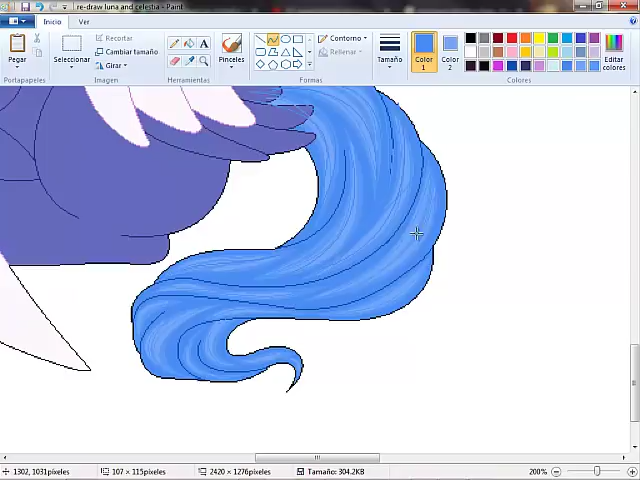 re-draw luna and celestia - Paint
Inicio Ver
Pegar
Seleccionar
Recortar
Cambiar tamaño
Girar
Pinceles
Contorno
Rellenar
Tamaño
Color 1
Color 2
Editar colores
Portapapeles Imagen Herramientas Formas Colores
1302, 1031píxeles 107 × 115píxeles 2420 × 1276píxeles Tamaño: 304.2KB 200%